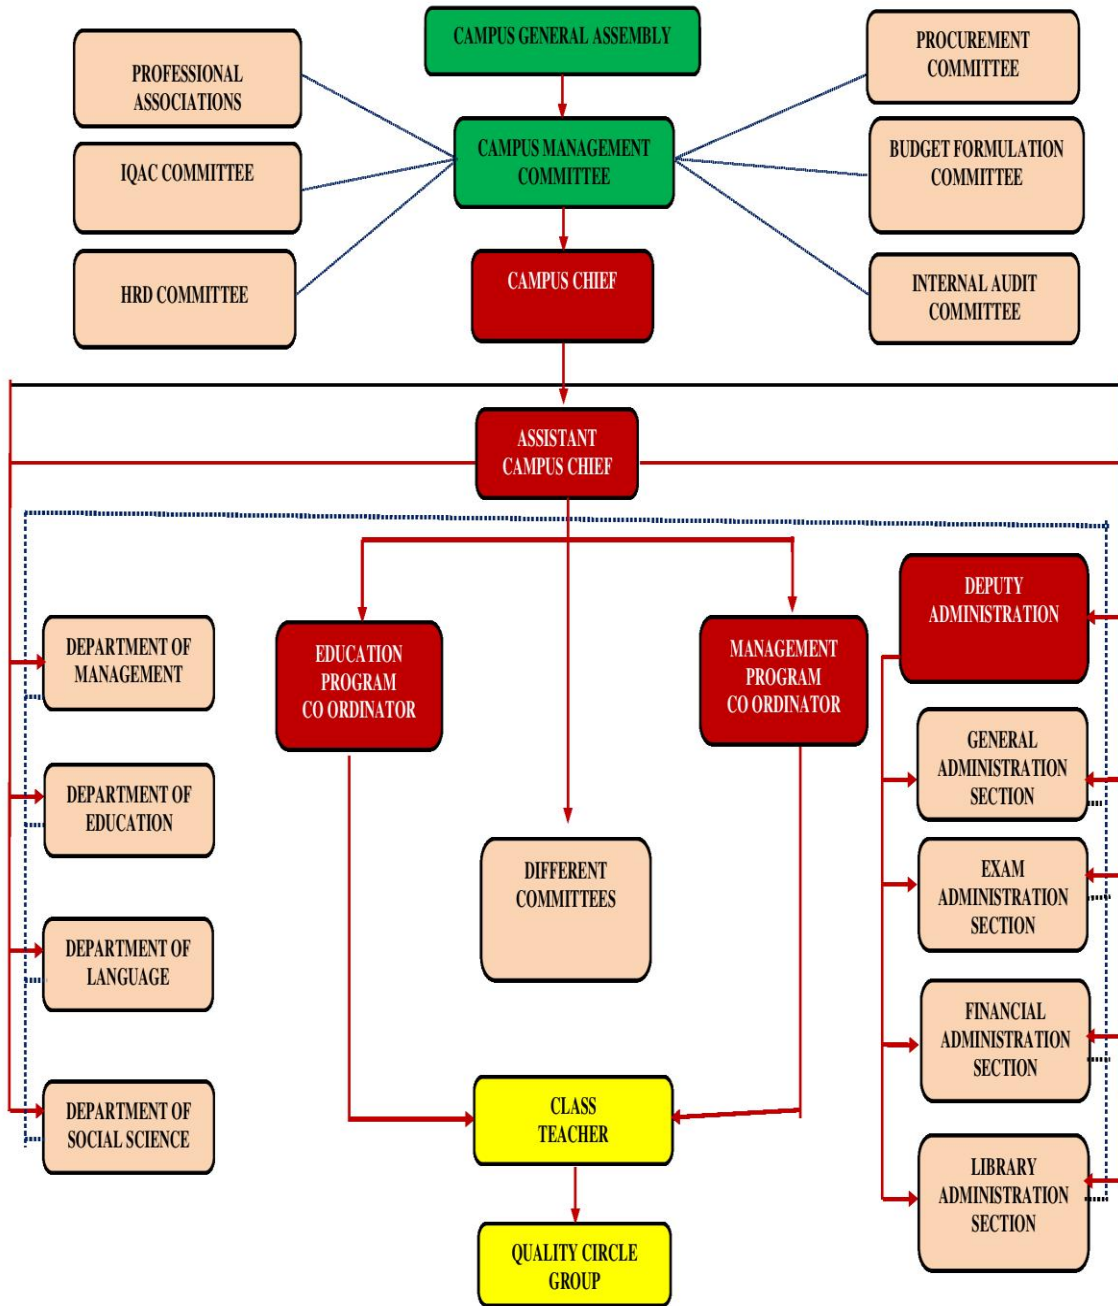 CAMPUS GENERAL ASSEMBLY
PROFESSIONAL
ASSOCIATIONS
PROCUREMENT
COMMITTEE
CAMPUS MANAGEMENT
COMMITTEE
IQAC COMMITTEE
BUDGET FORMULATION
COMMITTEE
HRD COMMITTEE
CAMPUS CHIEF
INTERNAL AUDIT
COMMITTEE
ASSISTANT
CAMPUS CHIEF
DEPARTMENT OF
MANAGEMENT
EDUCATION
PROGRAM
CO ORDINATOR
MANAGEMENT
PROGRAM
CO ORDINATOR
DEPUTY
ADMINISTRATION
GENERAL
ADMINISTRATION
SECTION
DEPARTMENT OF
EDUCATION
DIFFERENT
COMMITTEES
EXAM
ADMINISTRATION
SECTION
DEPARTMENT OF
LANGUAGE
FINANCIAL
ADMINISTRATION
SECTION
DEPARTMENT OF
SOCIAL SCIENCE
CLASS
TEACHER
LIBRARY
ADMINISTRATION
SECTION
QUALITY CIRCLE
GROUP